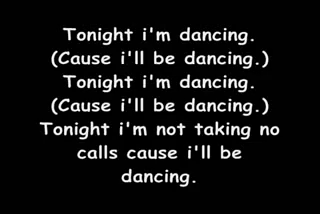 Tonight i'm dancing.
(Cause i'll be dancing.)
Tonight i'm dancing.
(Cause i'll be dancing.)
Tonight i'm not taking no
calls cause i'll be
dancing.